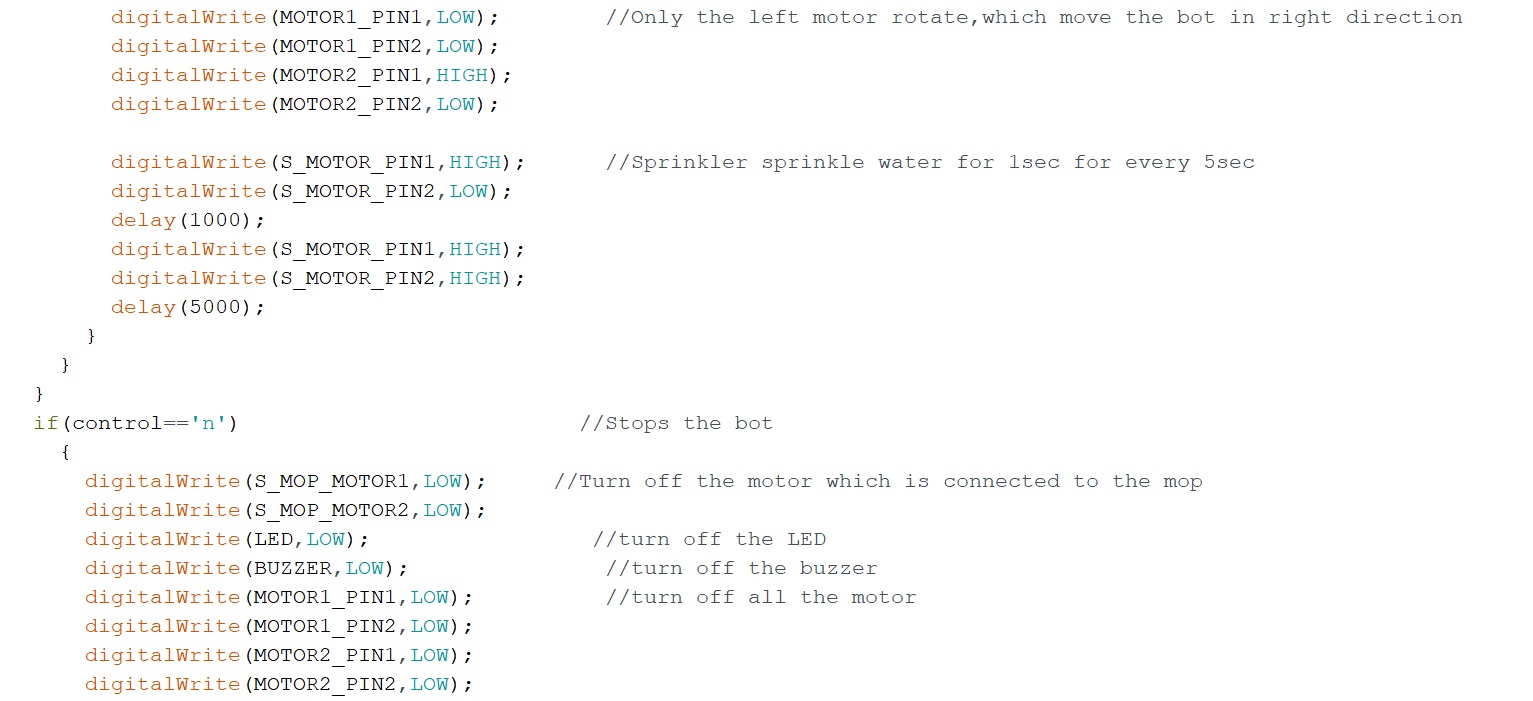 digitalWrite(MOTOR1_PIN1,LOW);        //Only the left motor rotate,which move the bot in right direction
digitalWrite(MOTOR1_PIN2,LOW);
digitalWrite(MOTOR2_PIN1,HIGH);
digitalWrite(MOTOR2_PIN2,LOW);
digitalWrite(S_MOTOR_PIN1,HIGH);      //Sprinkler sprinkle water for 1sec for every 5sec
digitalWrite(S_MOTOR_PIN2,LOW);
delay(1000);
digitalWrite(S_MOTOR_PIN1,HIGH);
digitalWrite(S_MOTOR_PIN2,HIGH);
delay(5000);
}
}
}
if(control=='n')                          //Stops the bot
{
digitalWrite(S_MOP_MOTOR1,LOW);     //Turn off the motor which is connected to the mop
digitalWrite(S_MOP_MOTOR2,LOW);
digitalWrite(LED,LOW);                 //turn off the LED
digitalWrite(BUZZER,LOW);               //turn off the buzzer
digitalWrite(MOTOR1_PIN1,LOW);          //turn off all the motor
digitalWrite(MOTOR1_PIN2,LOW);
digitalWrite(MOTOR2_PIN1,LOW);
digitalWrite(MOTOR2_PIN2,LOW);